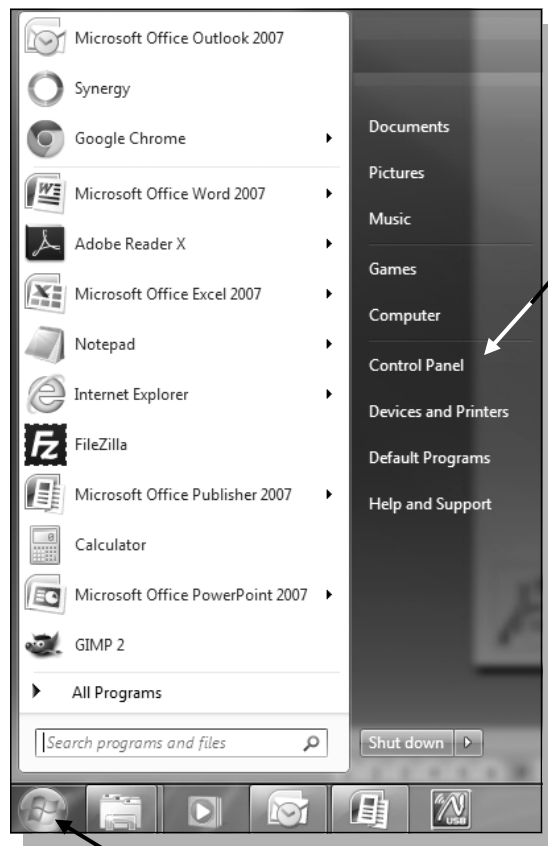 Microsoft Office Outlook 2007
Synergy
Google Chrome
Microsoft Office Word 2007
Adobe Reader X
Microsoft Office Excel 2007
Notepad
Internet Explorer
Fz FileZilla
Microsoft Office Publisher 2007
Calculator
Microsoft Office PowerPoint 2007
GIMP 2
All Programs
Search programs and files
Documents
Pictures
Music
Games
Computer
Control Panel
Devices and Printers
Default Programs
Help and Support
Shut down
USB